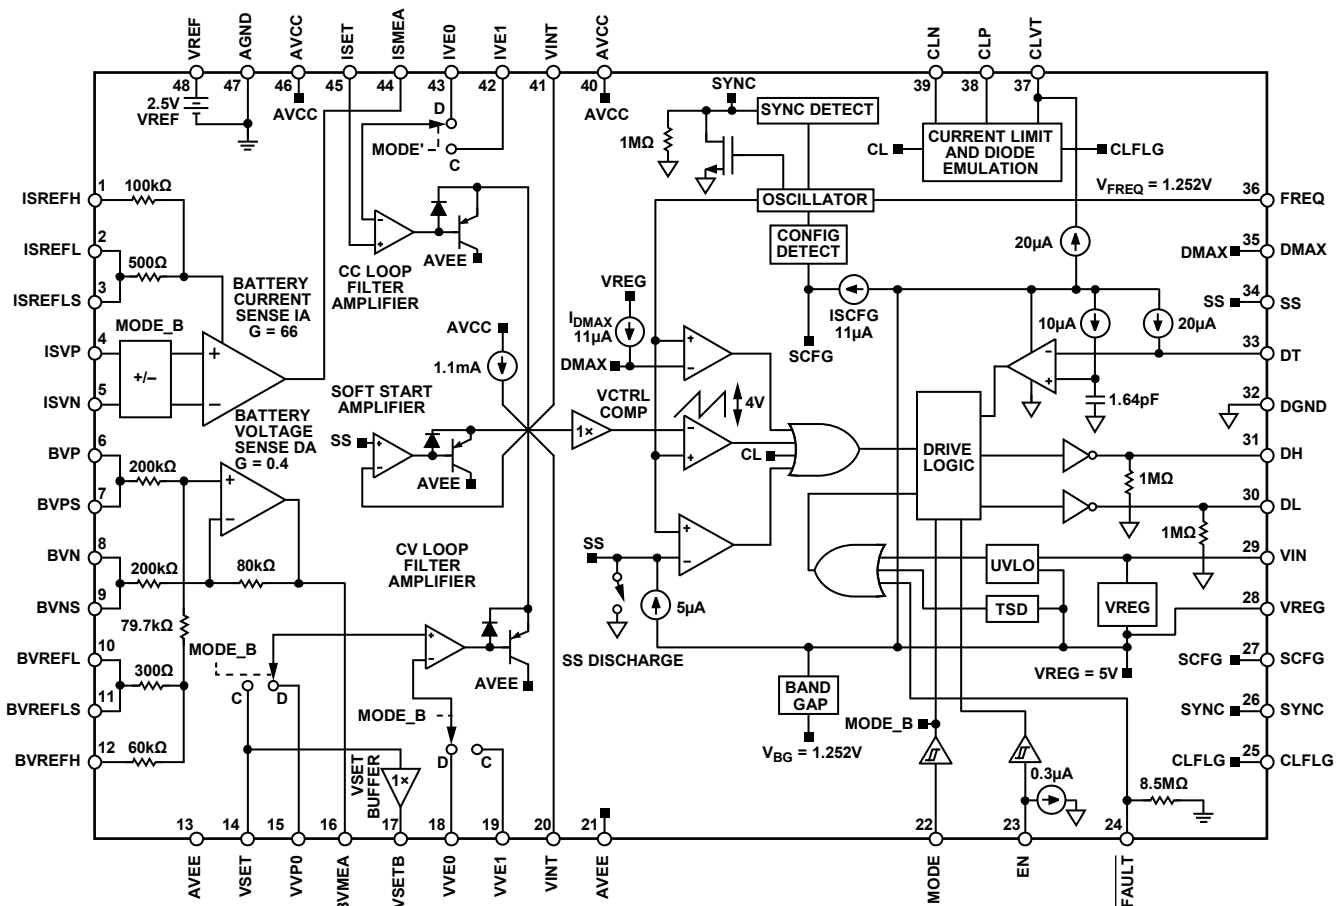 VREF
AGND
AVCC
ISET
ISMEA
IVE0
IVE1
VINT
AVCC
CLN
CLP
CLVT
48
47
46
45
44
43
42
41
40
39
38
37
2.5V
VREF
AVCC
D
MODE'
C
AVCC
SYNC
SYNC DETECT
1MΩ
CL
CURRENT LIMIT
AND DIODE
EMULATION
CLFLG
VFREQ = 1.252V
OSCILLATOR
CONFIG
DETECT
20µA
ISCFG
11µA
SCFG
10µA
20µA
1.64pF
1
ISREFH
100kΩ
2
ISREFL
500Ω
3
ISREFLS
BATTERY
CURRENT
SENSE IA
G = 66
4
ISVP
MODE_B
+/–
5
ISVN
+
–
BATTERY
VOLTAGE
SENSE DA
G = 0.4
6
BVP
200kΩ
7
BVPS
+
–
8
BVN
200kΩ
80kΩ
9
BVNS
79.7kΩ
10
BVREFL
300Ω
11
BVREFLS
12
BVREFH
60kΩ
–
+
AVEE
CC LOOP
FILTER
AMPLIFIER
AVCC
1.1mA
SOFT START
AMPLIFIER
SS
+
–
AVEE
1×
CV LOOP
FILTER
AMPLIFIER
+
–
AVEE
MODE_B
C
D
MODE_B
D
C
VSET
BUFFER
1×
VREG
IDMAX
11µA
DMAX
+
–
VCTRL
COMP
4V
–
+
CL
SS
+
–
5µA
SS DISCHARGE
DRIVE
LOGIC
–
+
1MΩ
1MΩ
UVLO
TSD
VREG
VREG = 5V
BAND
GAP
VBG = 1.252V
MODE_B
0.3µA
8.5MΩ
36
FREQ
35
DMAX
DMAX
34
SS
SS
33
DT
32
DGND
31
DH
30
DL
29
VIN
28
VREG
27
SCFG
SCFG
26
SYNC
SYNC
25
CLFLG
CLFLG
13
14
15
16
17
18
19
20
21
22
23
24
AVEE
VSET
VVP0
BVMEA
VSETB
VVE0
VVE1
VINT
AVEE
MODE
EN
FAULT